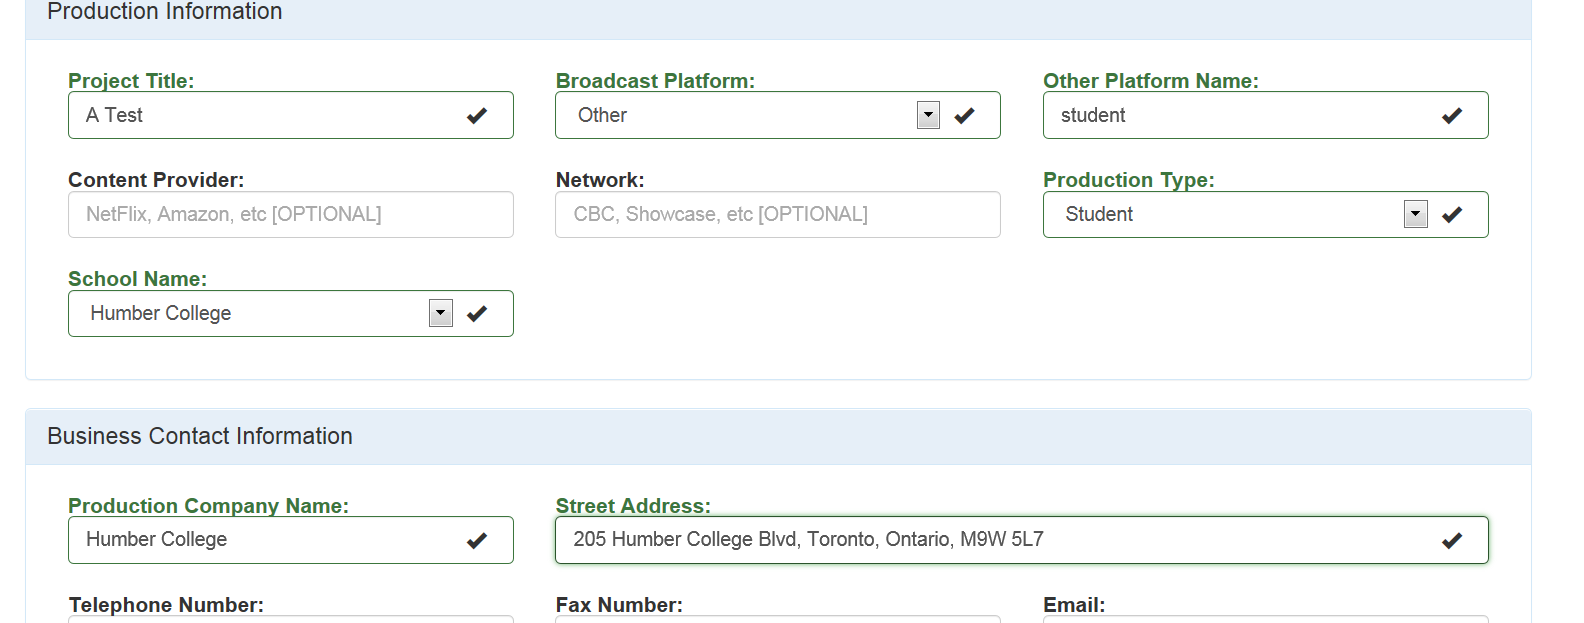 Production Information
Project Title: Broadcast Platform: Other Platform Name:
A Test Other student
Content Provider: Network: Production Type:
NetFlix, Amazon, etc [OPTIONAL] CBC, Showcase, etc [OPTIONAL] Student
School Name:
Humber College
Business Contact Information
Production Company Name: Street Address:
Humber College 205 Humber College Blvd, Toronto, Ontario, M9W 5L7
Telephone Number: Fax Number: Email: